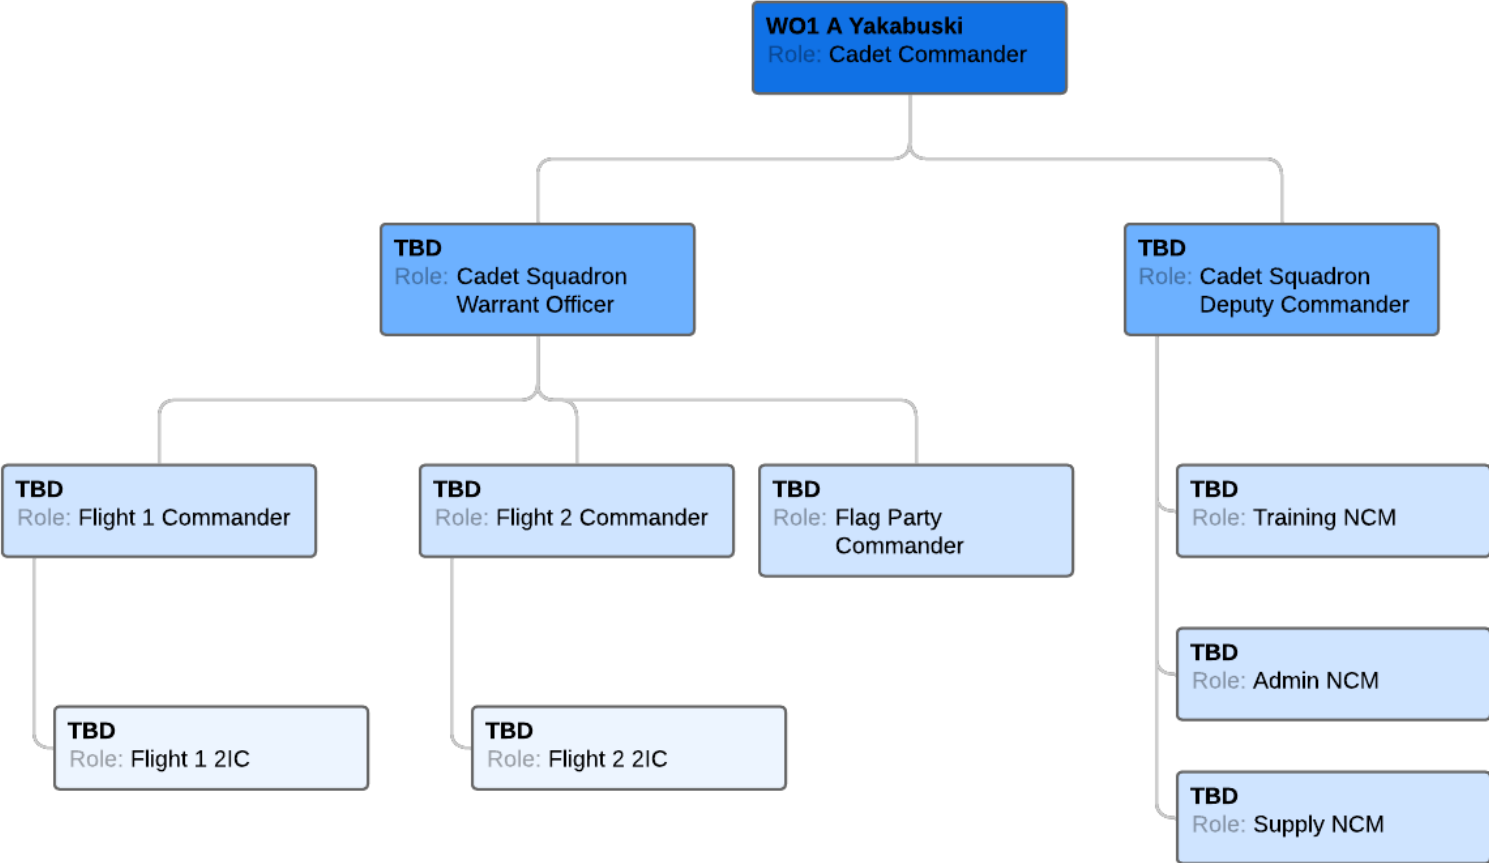 WO1 A Yakabuski
Role: Cadet Commander
TBD
Role: Cadet Squadron
Warrant Officer
TBD
Role: Cadet Squadron
Deputy Commander
TBD
Role: Flight 1 Commander
TBD
Role: Flight 2 Commander
TBD
Role: Flag Party
Commander
TBD
Role: Training NCM
TBD
Role: Admin NCM
TBD
Role: Flight 1 2IC
TBD
Role: Flight 2 2IC
TBD
Role: Supply NCM